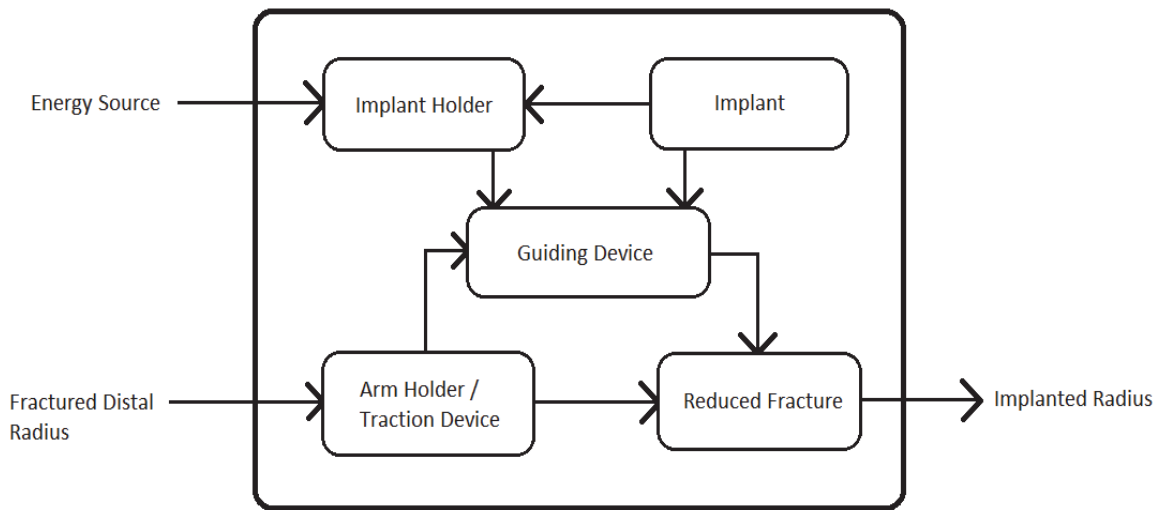 Energy Source
Implant Holder
Implant
Guiding Device
Fractured Distal
Radius
Arm Holder /
Traction Device
Reduced Fracture
Implanted Radius